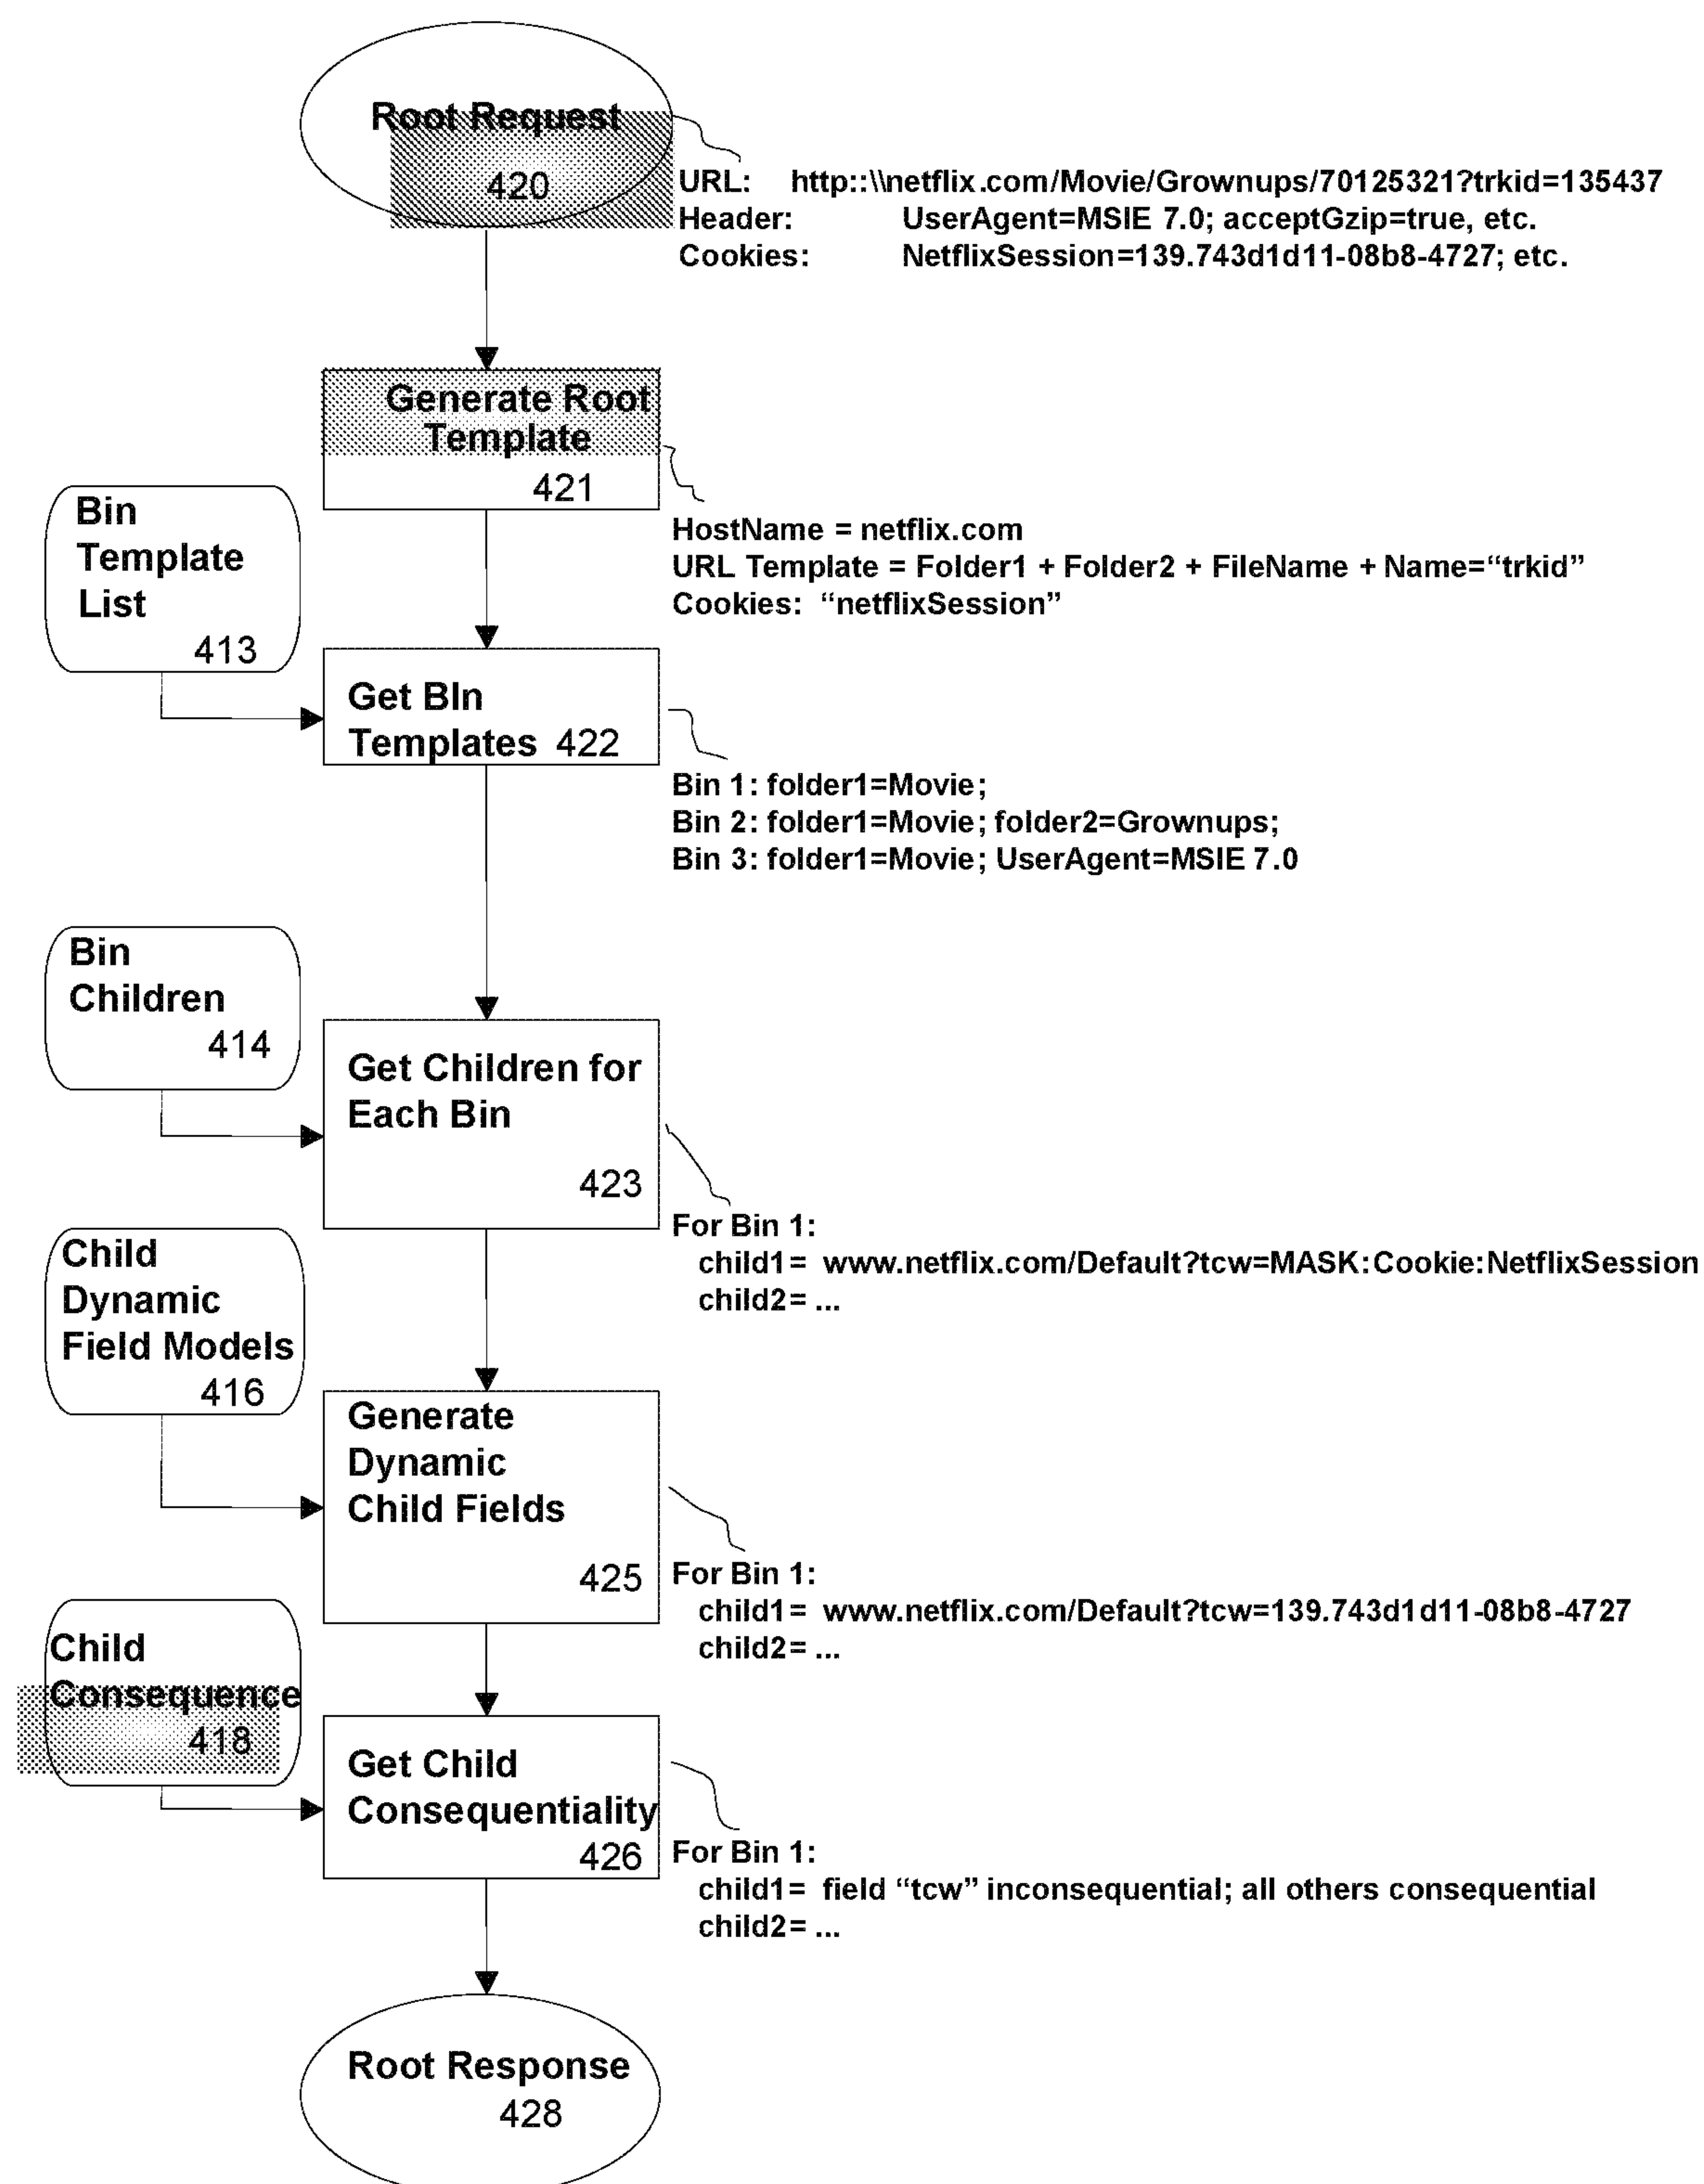 Root Request
420
URL: http::\\netflix.com/Movie/Grownups/70125321?trkid=135437
Header: UserAgent=MSIE 7.0; acceptGzip=true, etc.
Cookies: NetflixSession=139.743d1d11-08b8-4727; etc.
Generate Root
Template
421
HostName = netflix.com
URL Template = Folder1 + Folder2 + FileName + Name=“trkid”
Cookies: “netflixSession”
Bin
Template
List
413
Get BIn
Templates 422
Bin 1: folder1=Movie;
Bin 2: folder1=Movie; folder2=Grownups;
Bin 3: folder1=Movie; UserAgent=MSIE 7.0
Bin
Children
414
Get Children for
Each Bin
423
For Bin 1:
child1= www.netflix.com/Default?tcw=MASK:Cookie:NetflixSession
child2= ...
Child
Dynamic
Field Models
416
Generate
Dynamic
Child Fields
425
For Bin 1:
child1= www.netflix.com/Default?tcw=139.743d1d11-08b8-4727
child2= ...
Child
Consequence
418
Get Child
Consequentiality
426
For Bin 1:
child1= field “tcw” inconsequential; all others consequential
child2= ...
Root Response
428